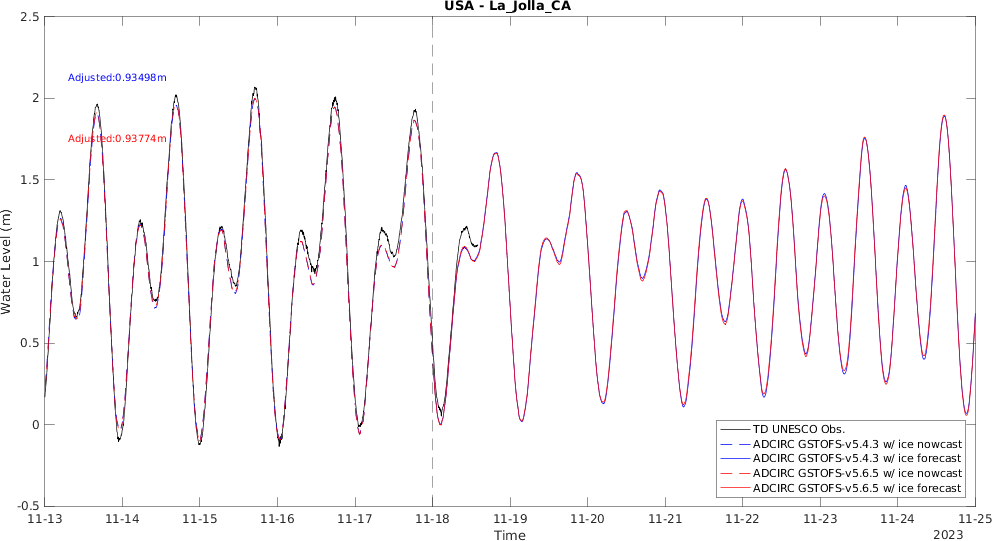 USA - La_Jolla_CA
2.5
Adjusted:0.93498m
2
Adjusted:0.93774m
1.5
Water Level (m)
1
0.5
0
-0.5
TD UNESCO Obs.
ADCIRC GSTOFS-v5.4.3 w/ ice nowcast
ADCIRC GSTOFS-v5.4.3 w/ ice forecast
ADCIRC GSTOFS-v5.6.5 w/ ice nowcast
ADCIRC GSTOFS-v5.6.5 w/ ice forecast
11-13 11-14 11-15 11-16 11-17 11-18 11-19 11-20 11-21 11-22 11-23 11-24 11-25
Time
2023